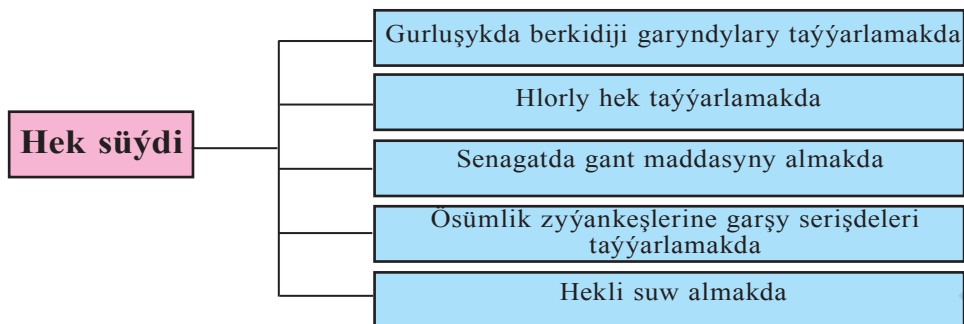 Hek süýdi
Gurluşykda berkidiji garyndylary taýýarlamakda
Hlorly hek taýýarlamakda
Senagatda gant maddasyny almakda
Ösümlik zyýankeşlerine garşy serişdeleri
taýýarlamakda
Hekli suw almakda